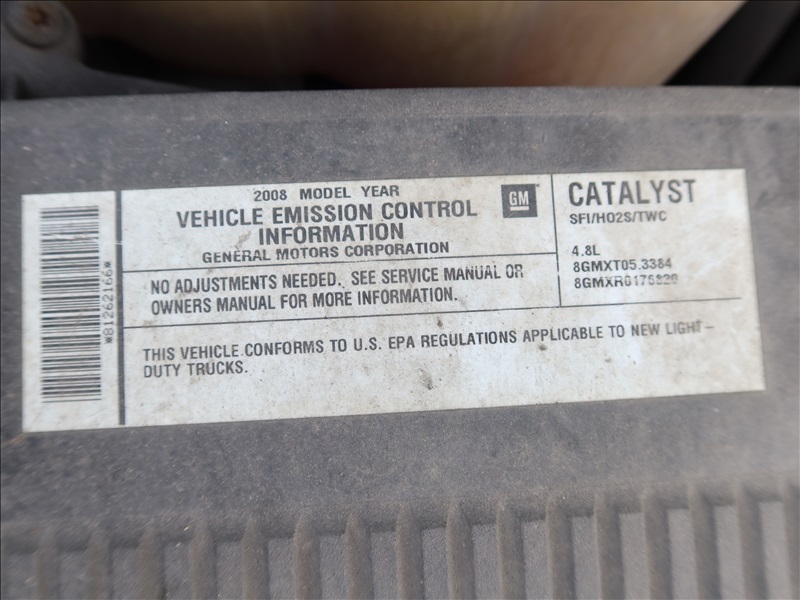 *81262166*
2008 MODEL YEAR
VEHICLE EMISSION CONTROL
INFORMATION
GENERAL MOTORS CORPORATION
GM
CATALYST
SFI/HO2S/TWC
4.8L
8GMXT05.3384
8GMXR0176820
NO ADJUSTMENTS NEEDED. SEE SERVICE MANUAL OR
OWNERS MANUAL FOR MORE INFORMATION.
THIS VEHICLE CONFORMS TO U.S. EPA REGULATIONS APPLICABLE TO NEW LIGHT-
DUTY TRUCKS.